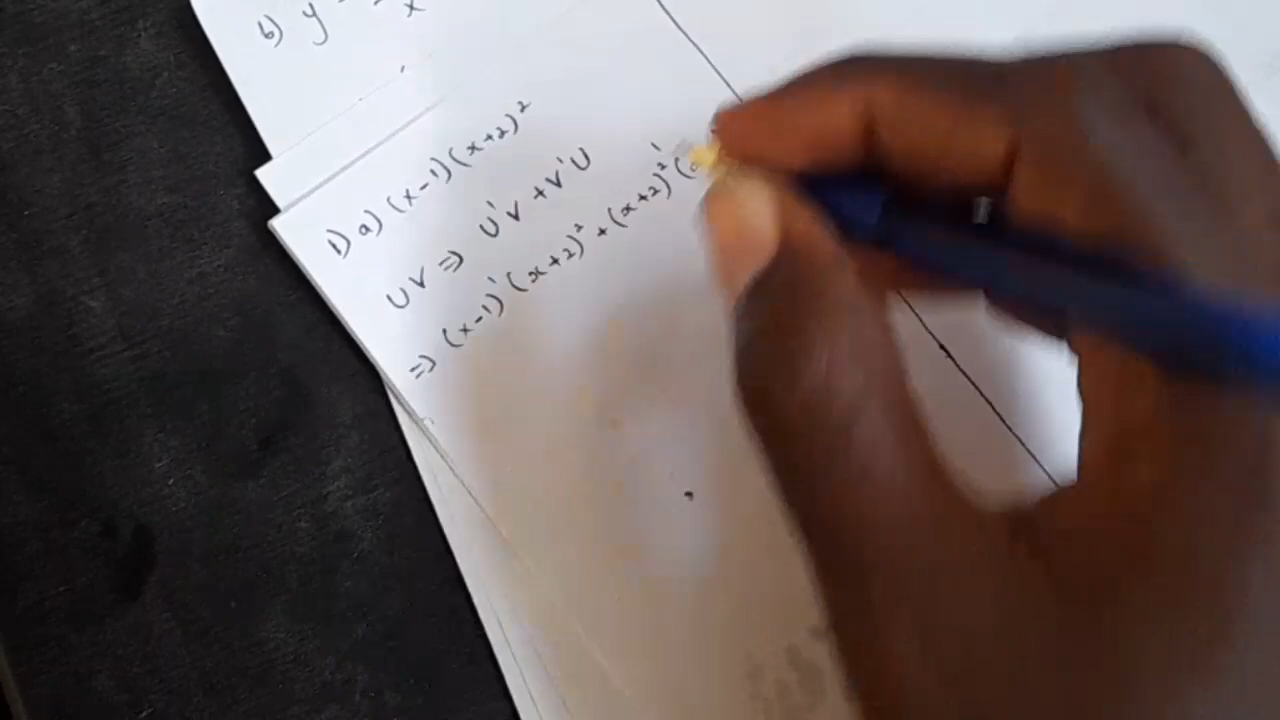 b) y
x
1) a) (x-1)(x+2)²
UV => U'V + V'U
=> (x-1)'(x+2)² + (x+2)²'(